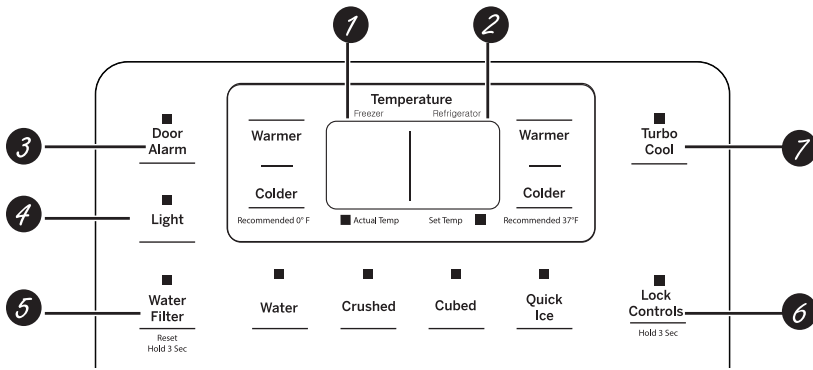 1
2
Temperature
Freezer
Refrigerator
3
Door
Alarm
Warmer
Warmer
Turbo
Cool
7
4
Light
Colder
Colder
Recommended 0° F
Actual Temp
Set Temp
Recommended 37°F
5
Water
Filter
Reset
Hold 3 Sec
Water
Crushed
Cubed
Quick
Ice
Lock
Controls
Hold 3 Sec
6